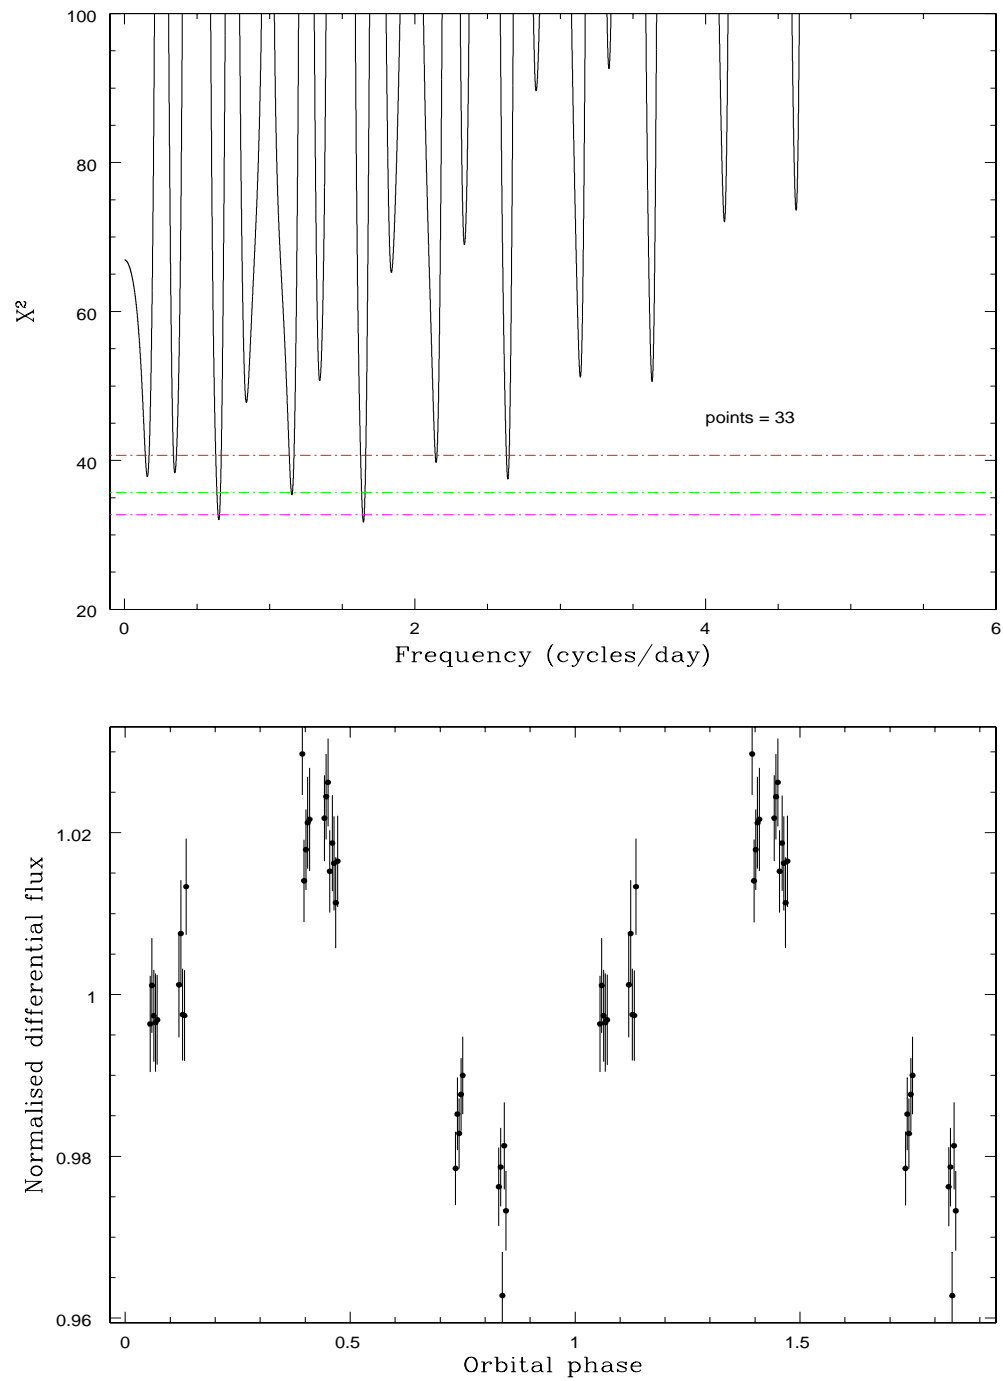 100
80
60
40
20
X²
points = 33
0 2 4 6
Frequency (cycles/day)
1.02
1
0.98
0.96
Normalised differential flux
0 0.5 1 1.5
Orbital phase